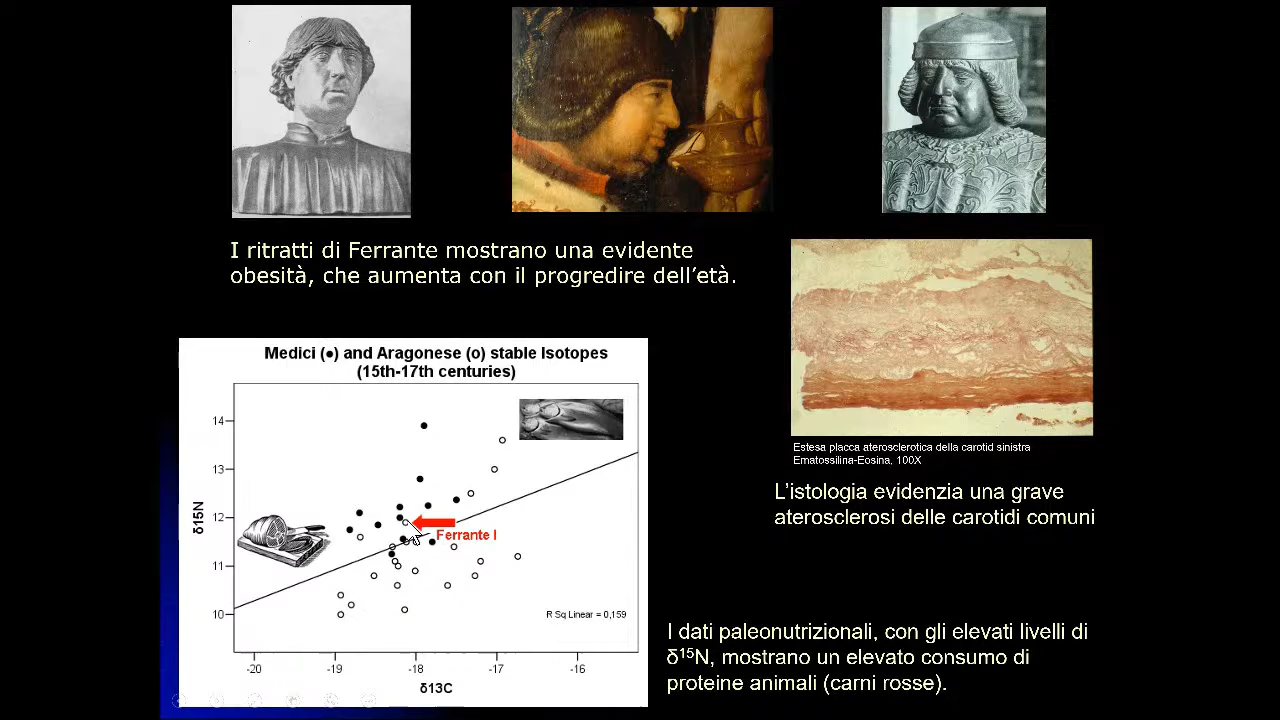 I ritratti di Ferrante mostrano una evidente
obesità, che aumenta con il progredire dell'età.
Estesa placca aterosclerotica della carotid sinistra
Ematossilina-Eosina, 100X
L'istologia evidenzia una grave
aterosclerosi delle carotidi comuni
Medici (●) and Aragonese (o) stable Isotopes
(15th-17th centuries)
δ15N
14
13
12
11
10
Ferrante I
R Sq Linear = 0,159
-20
-19
-18
-17
-16
δ13C
I dati paleonutrizionali, con gli elevati livelli di
δ¹⁵N, mostrano un elevato consumo di
proteine animali (carni rosse).